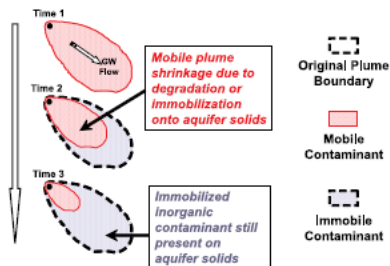 Time 1
GW
Flow
Time 2
Mobile plume
shrinkage due to
degradation or
immobilization
onto aquifer solids
Time 3
Immobilized
inorganic
contaminant still
present on
aquifer solids
Original Plume
Boundary
Mobile
Contaminant
Immobile
Contaminant